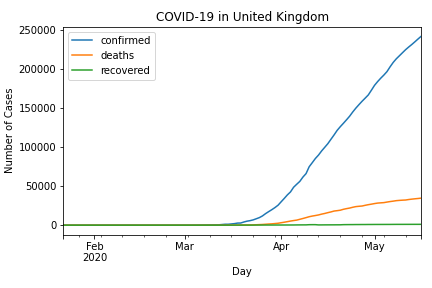 COVID-19 in United Kingdom
250000
200000
150000
100000
50000
0
Number of Cases
confirmed
deaths
recovered
Feb
2020
Mar
Apr
May
Day